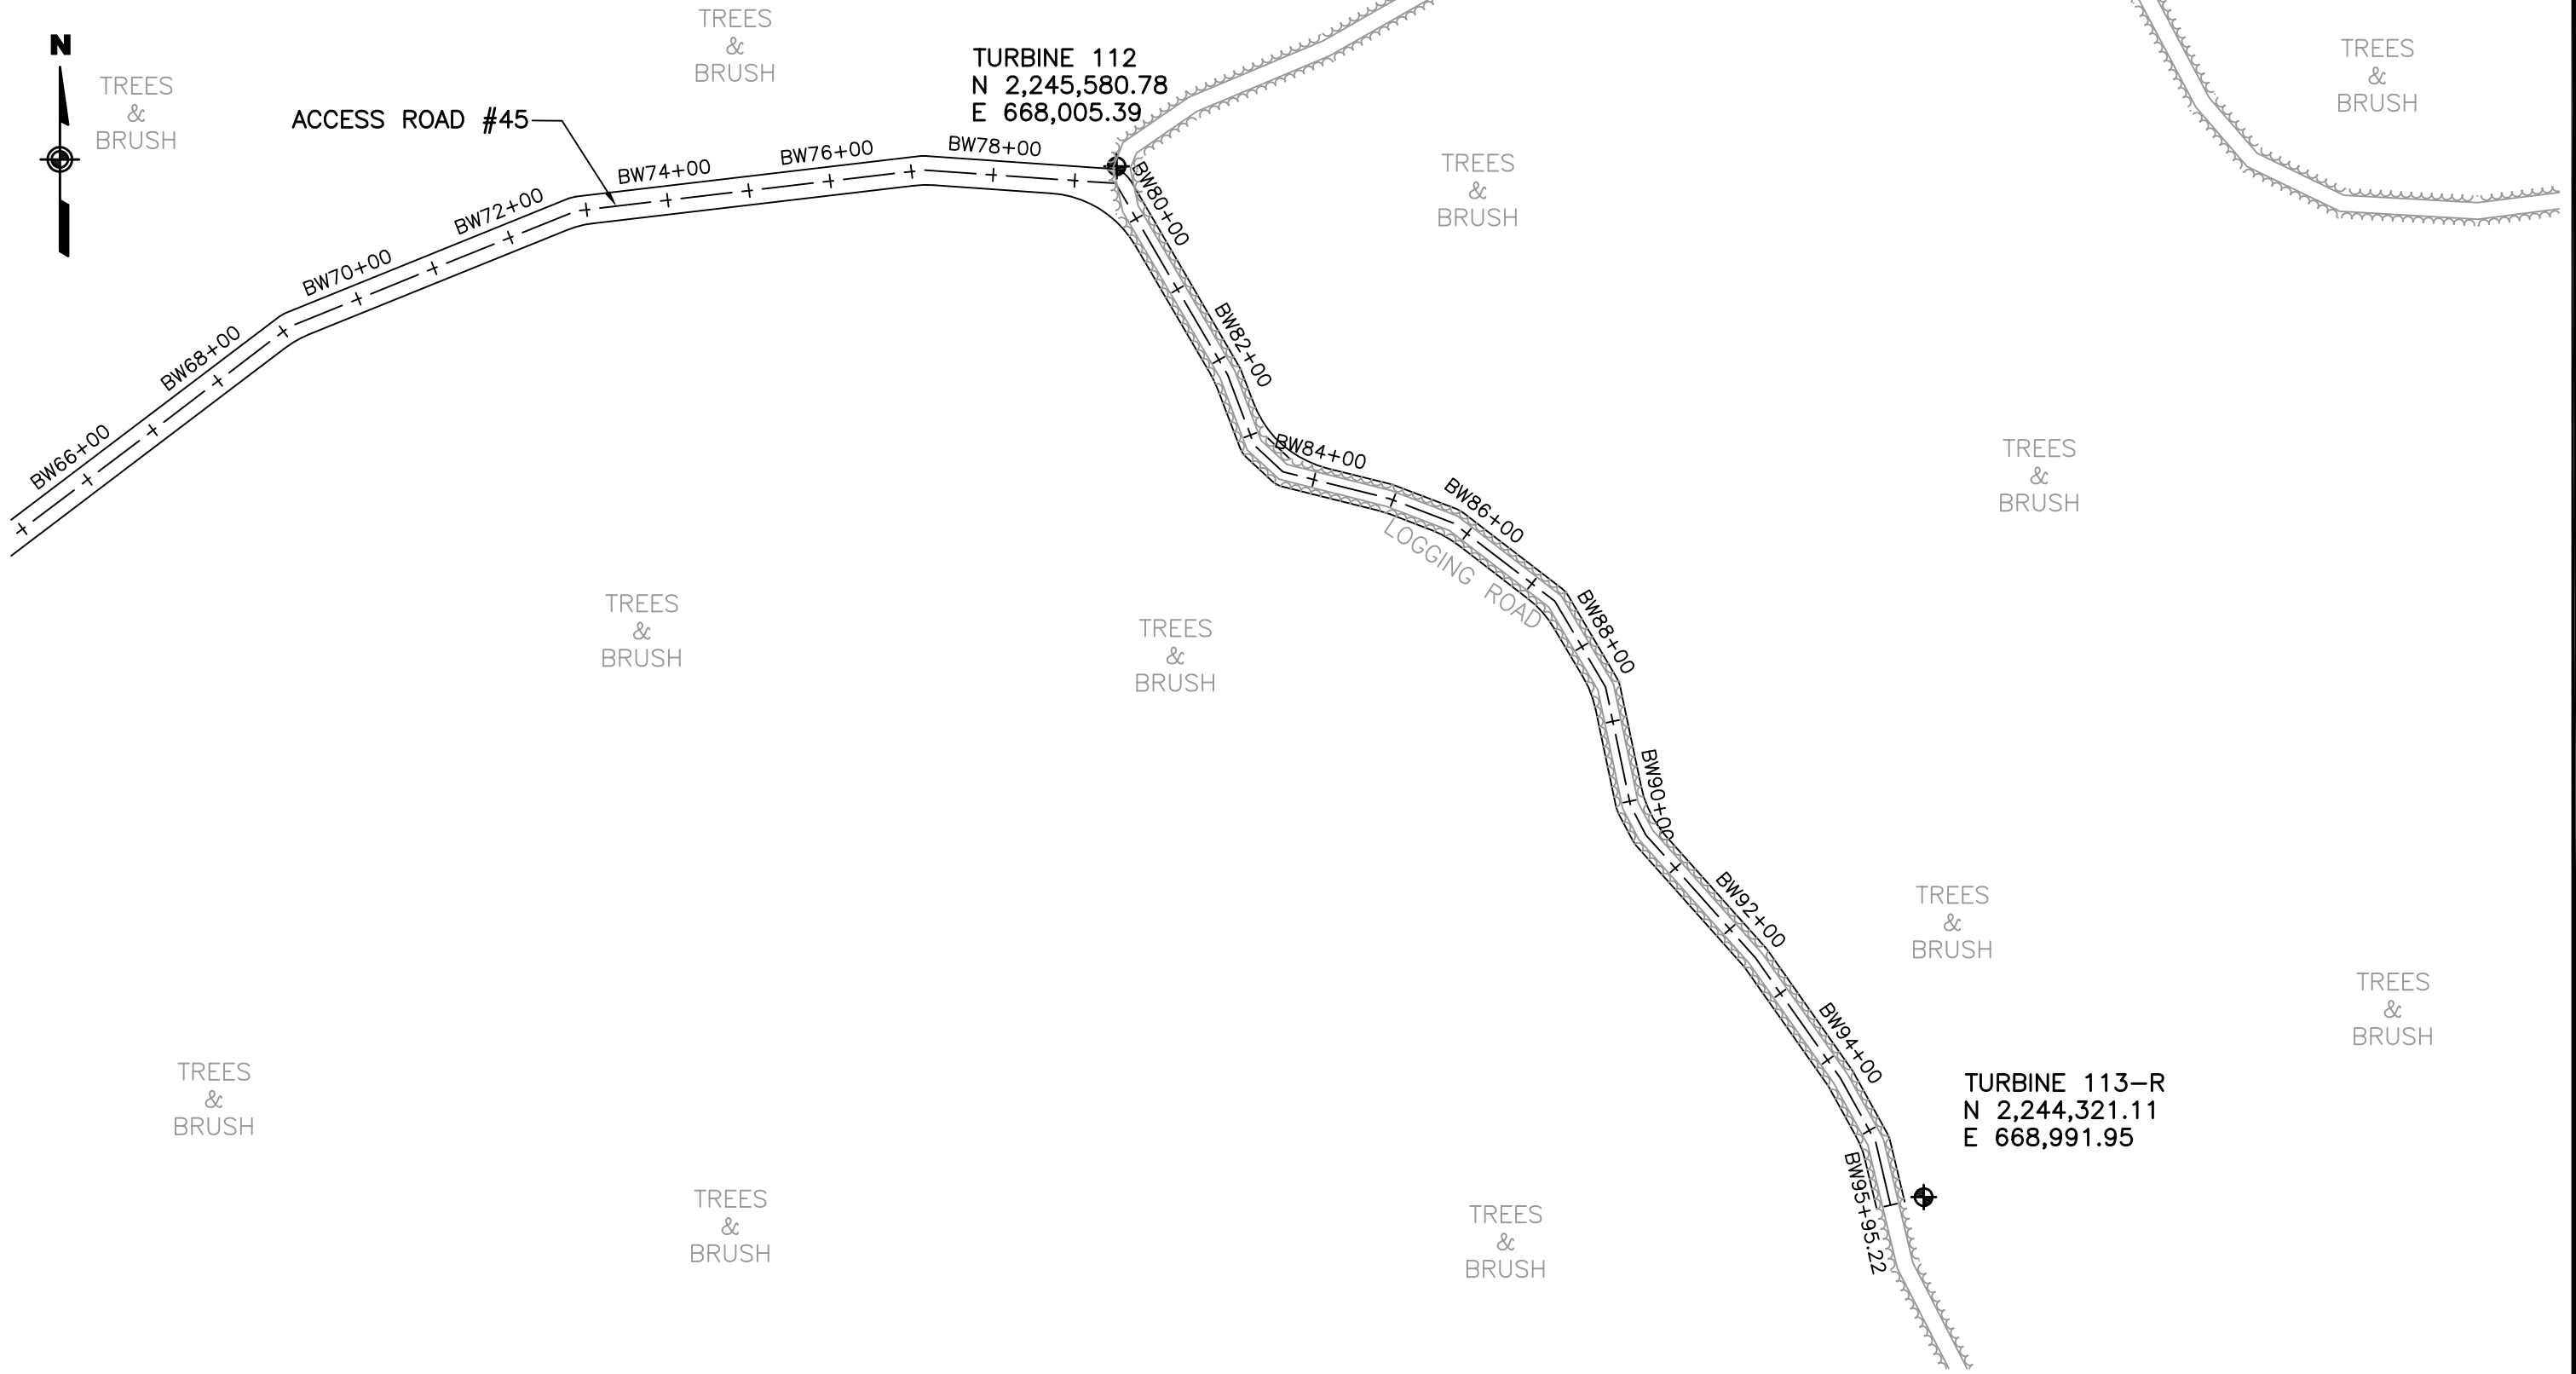 N
TREES
&
BRUSH
TREES
&
BRUSH
TURBINE 112
N 2,245,580.78
E 668,005.39
TREES
&
BRUSH
ACCESS ROAD #45
TREES
&
BRUSH
BW66+00
BW68+00
BW70+00
BW72+00
BW74+00
BW76+00
BW78+00
BW80+00
BW82+00
BW84+00
BW86+00
LOGGING ROAD
BW88+00
BW90+00
BW92+00
BW94+00
BW95+95.22
TREES
&
BRUSH
TREES
&
BRUSH
TREES
&
BRUSH
TREES
&
BRUSH
TREES
&
BRUSH
TREES
&
BRUSH
TURBINE 113-R
N 2,244,321.11
E 668,991.95
TREES
&
BRUSH
TREES
&
BRUSH